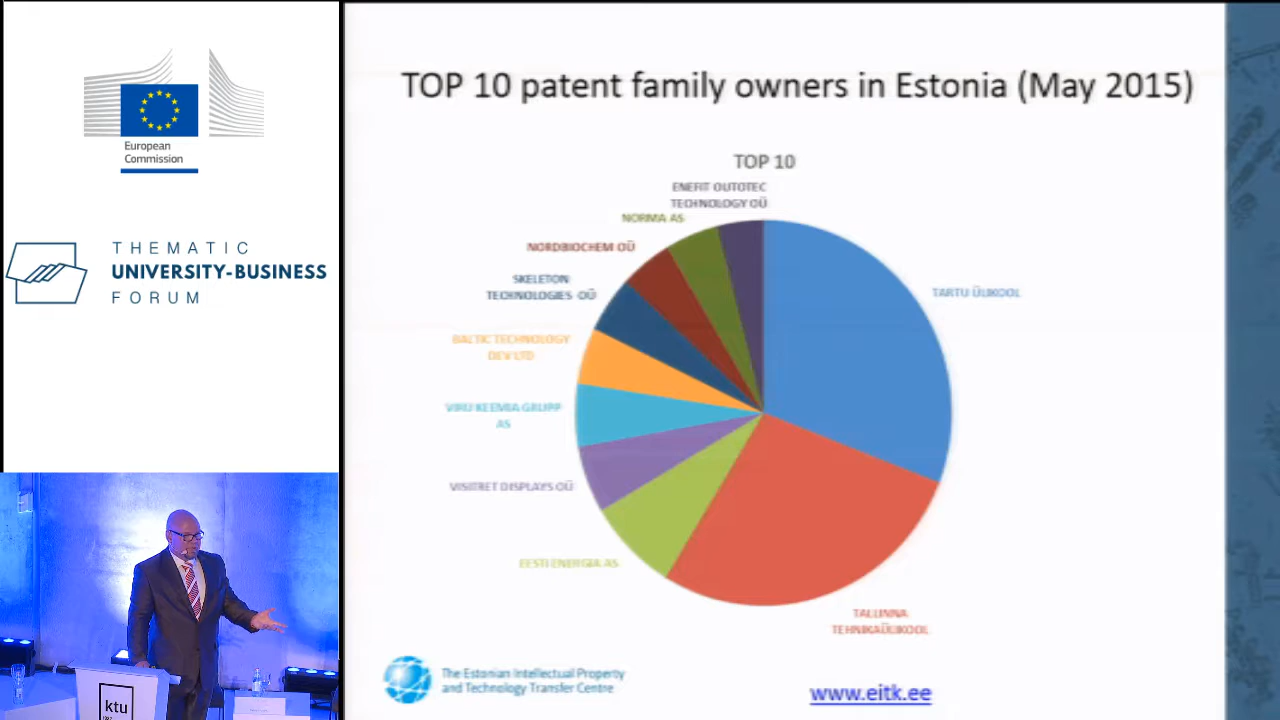 European
Commission
THEMATIC
UNIVERSITY-BUSINESS
FORUM
TOP 10 patent family owners in Estonia (May 2015)
TOP 10
ENEFIT OUTOTEC
TECHNOLOGY OÜ
NORMA AS
NORDBIOCHEM OÜ
SKELETON
TECHNOLOGIES OÜ
BALTIC TECHNOLOGY
DEV LTD
VIRU KEEMIA GRUPP
AS
VISITRET DISPLAYS OÜ
EESTI ENERGIA AS
TARTU ÜLIKOOL
TALLINNA
TEHNIKAÜLIKOOL
The Estonian Intellectual Property
and Technology Transfer Centre
www.eitk.ee
ktu